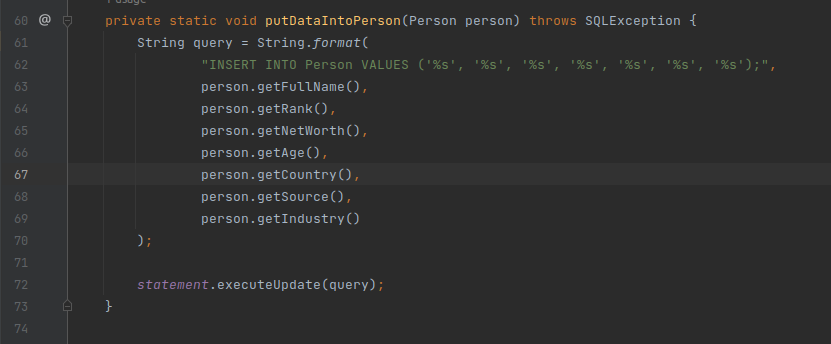 1 usage
60 @ private static void putDataIntoPerson(Person person) throws SQLException {
61 String query = String.format(
62 "INSERT INTO Person VALUES ('%s', '%s', '%s', '%s', '%s', '%s', '%s');",
63 person.getFullName(),
64 person.getRank(),
65 person.getNetWorth(),
66 person.getAge(),
67 person.getCountry(),
68 person.getSource(),
69 person.getIndustry()
70 );
71
72 statement.executeUpdate(query);
73 }
74